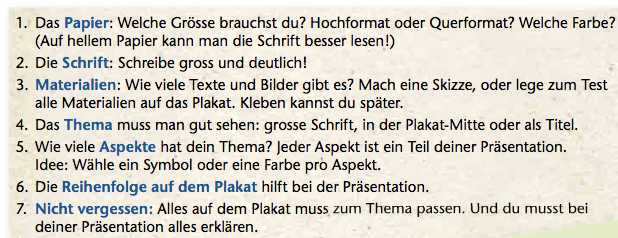 1. Das Papier: Welche Grösse brauchst du? Hochformat oder Querformat? Welche Farbe?
(Auf hellem Papier kann man die Schrift besser lesen!)
2. Die Schrift: Schreibe gross und deutlich!
3. Materialien: Wie viele Texte und Bilder gibt es? Mach eine Skizze, oder lege zum Test
alle Materialien auf das Plakat. Kleben kannst du später.
4. Das Thema muss man gut sehen: grosse Schrift, in der Plakat-Mitte oder als Titel.
5. Wie viele Aspekte hat dein Thema? Jeder Aspekt ist ein Teil deiner Präsentation.
Idee: Wähle ein Symbol oder eine Farbe pro Aspekt.
6. Die Reihenfolge auf dem Plakat hilft bei der Präsentation.
7. Nicht vergessen: Alles auf dem Plakat muss zum Thema passen. Und du musst bei
deiner Präsentation alles erklären.